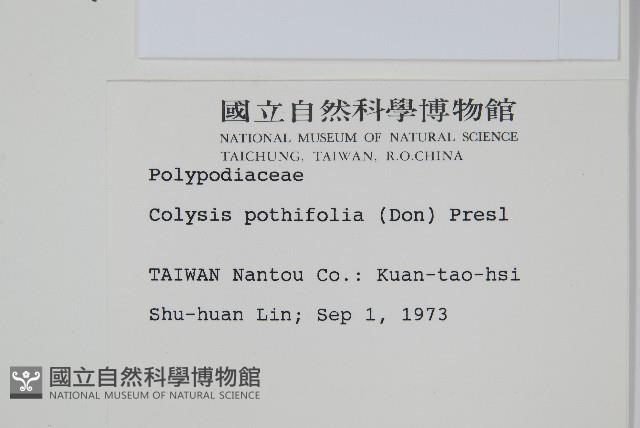 國立自然科學博物館
NATIONAL MUSEUM OF NATURAL SCIENCE
TAICHUNG, TAIWAN, R.O.CHINA
Polypodiaceae
Colysis pothifolia (Don) Presl
TAIWAN Nantou Co.: Kuan-tao-hsi
Shu-huan Lin; Sep 1, 1973
國立自然科學博物館
NATIONAL MUSEUM OF NATURAL SCIENCE